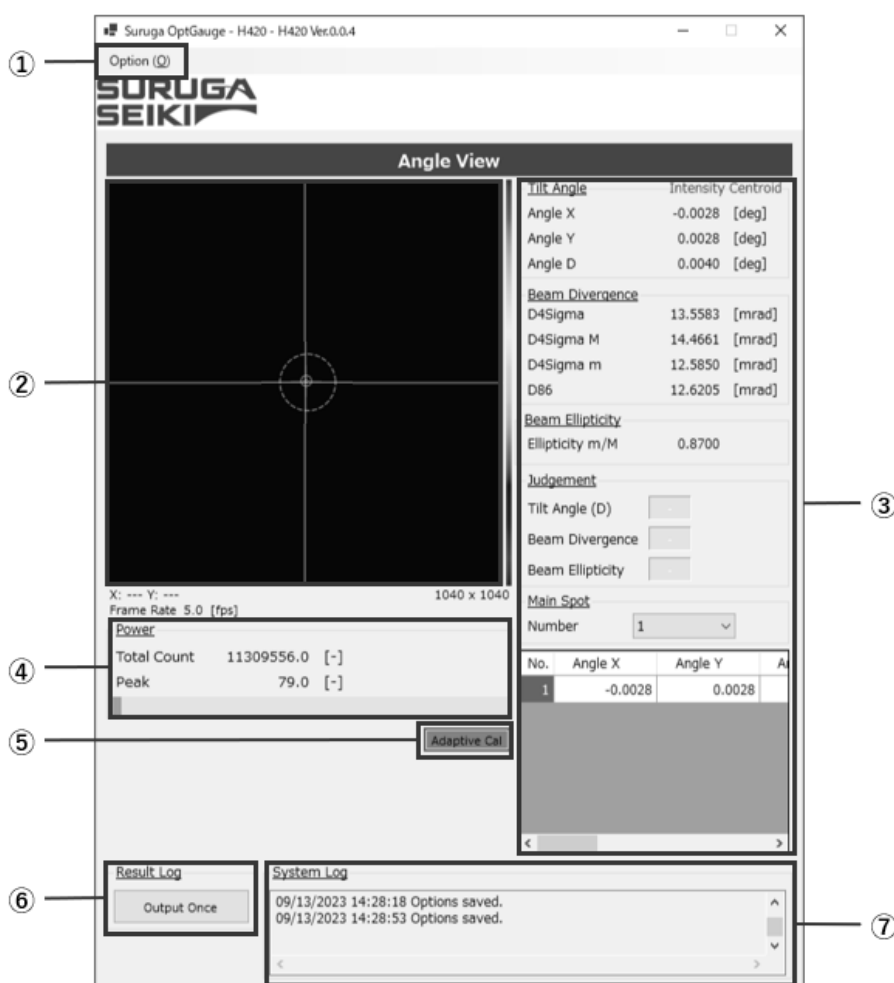 Suruga OptGauge - H420 - H420 Ver.0.0.4
① Option (O)
SURUGA
SEIKI
Angle View
②
③
Tilt Angle Intensity Centroid
Angle X -0.0028 [deg]
Angle Y 0.0028 [deg]
Angle D 0.0040 [deg]
Beam Divergence
D4Sigma 13.5583 [mrad]
D4Sigma M 14.4661 [mrad]
D4Sigma m 12.5850 [mrad]
D86 12.6205 [mrad]
Beam Ellipticity
Ellipticity m/M 0.8700
Judgement
Tilt Angle (D)
Beam Divergence
Beam Ellipticity
Main Spot
Number 1
No. Angle X Angle Y
1 -0.0028 0.0028
X: --- Y: --- 1040 x 1040
Frame Rate 5.0 [fps]
④ Power
Total Count 11309556.0 [-]
Peak 79.0 [-]
⑤ Adaptive Cal
⑥ Result Log
Output Once
⑦ System Log
09/13/2023 14:28:18 Options saved.
09/13/2023 14:28:53 Options saved.